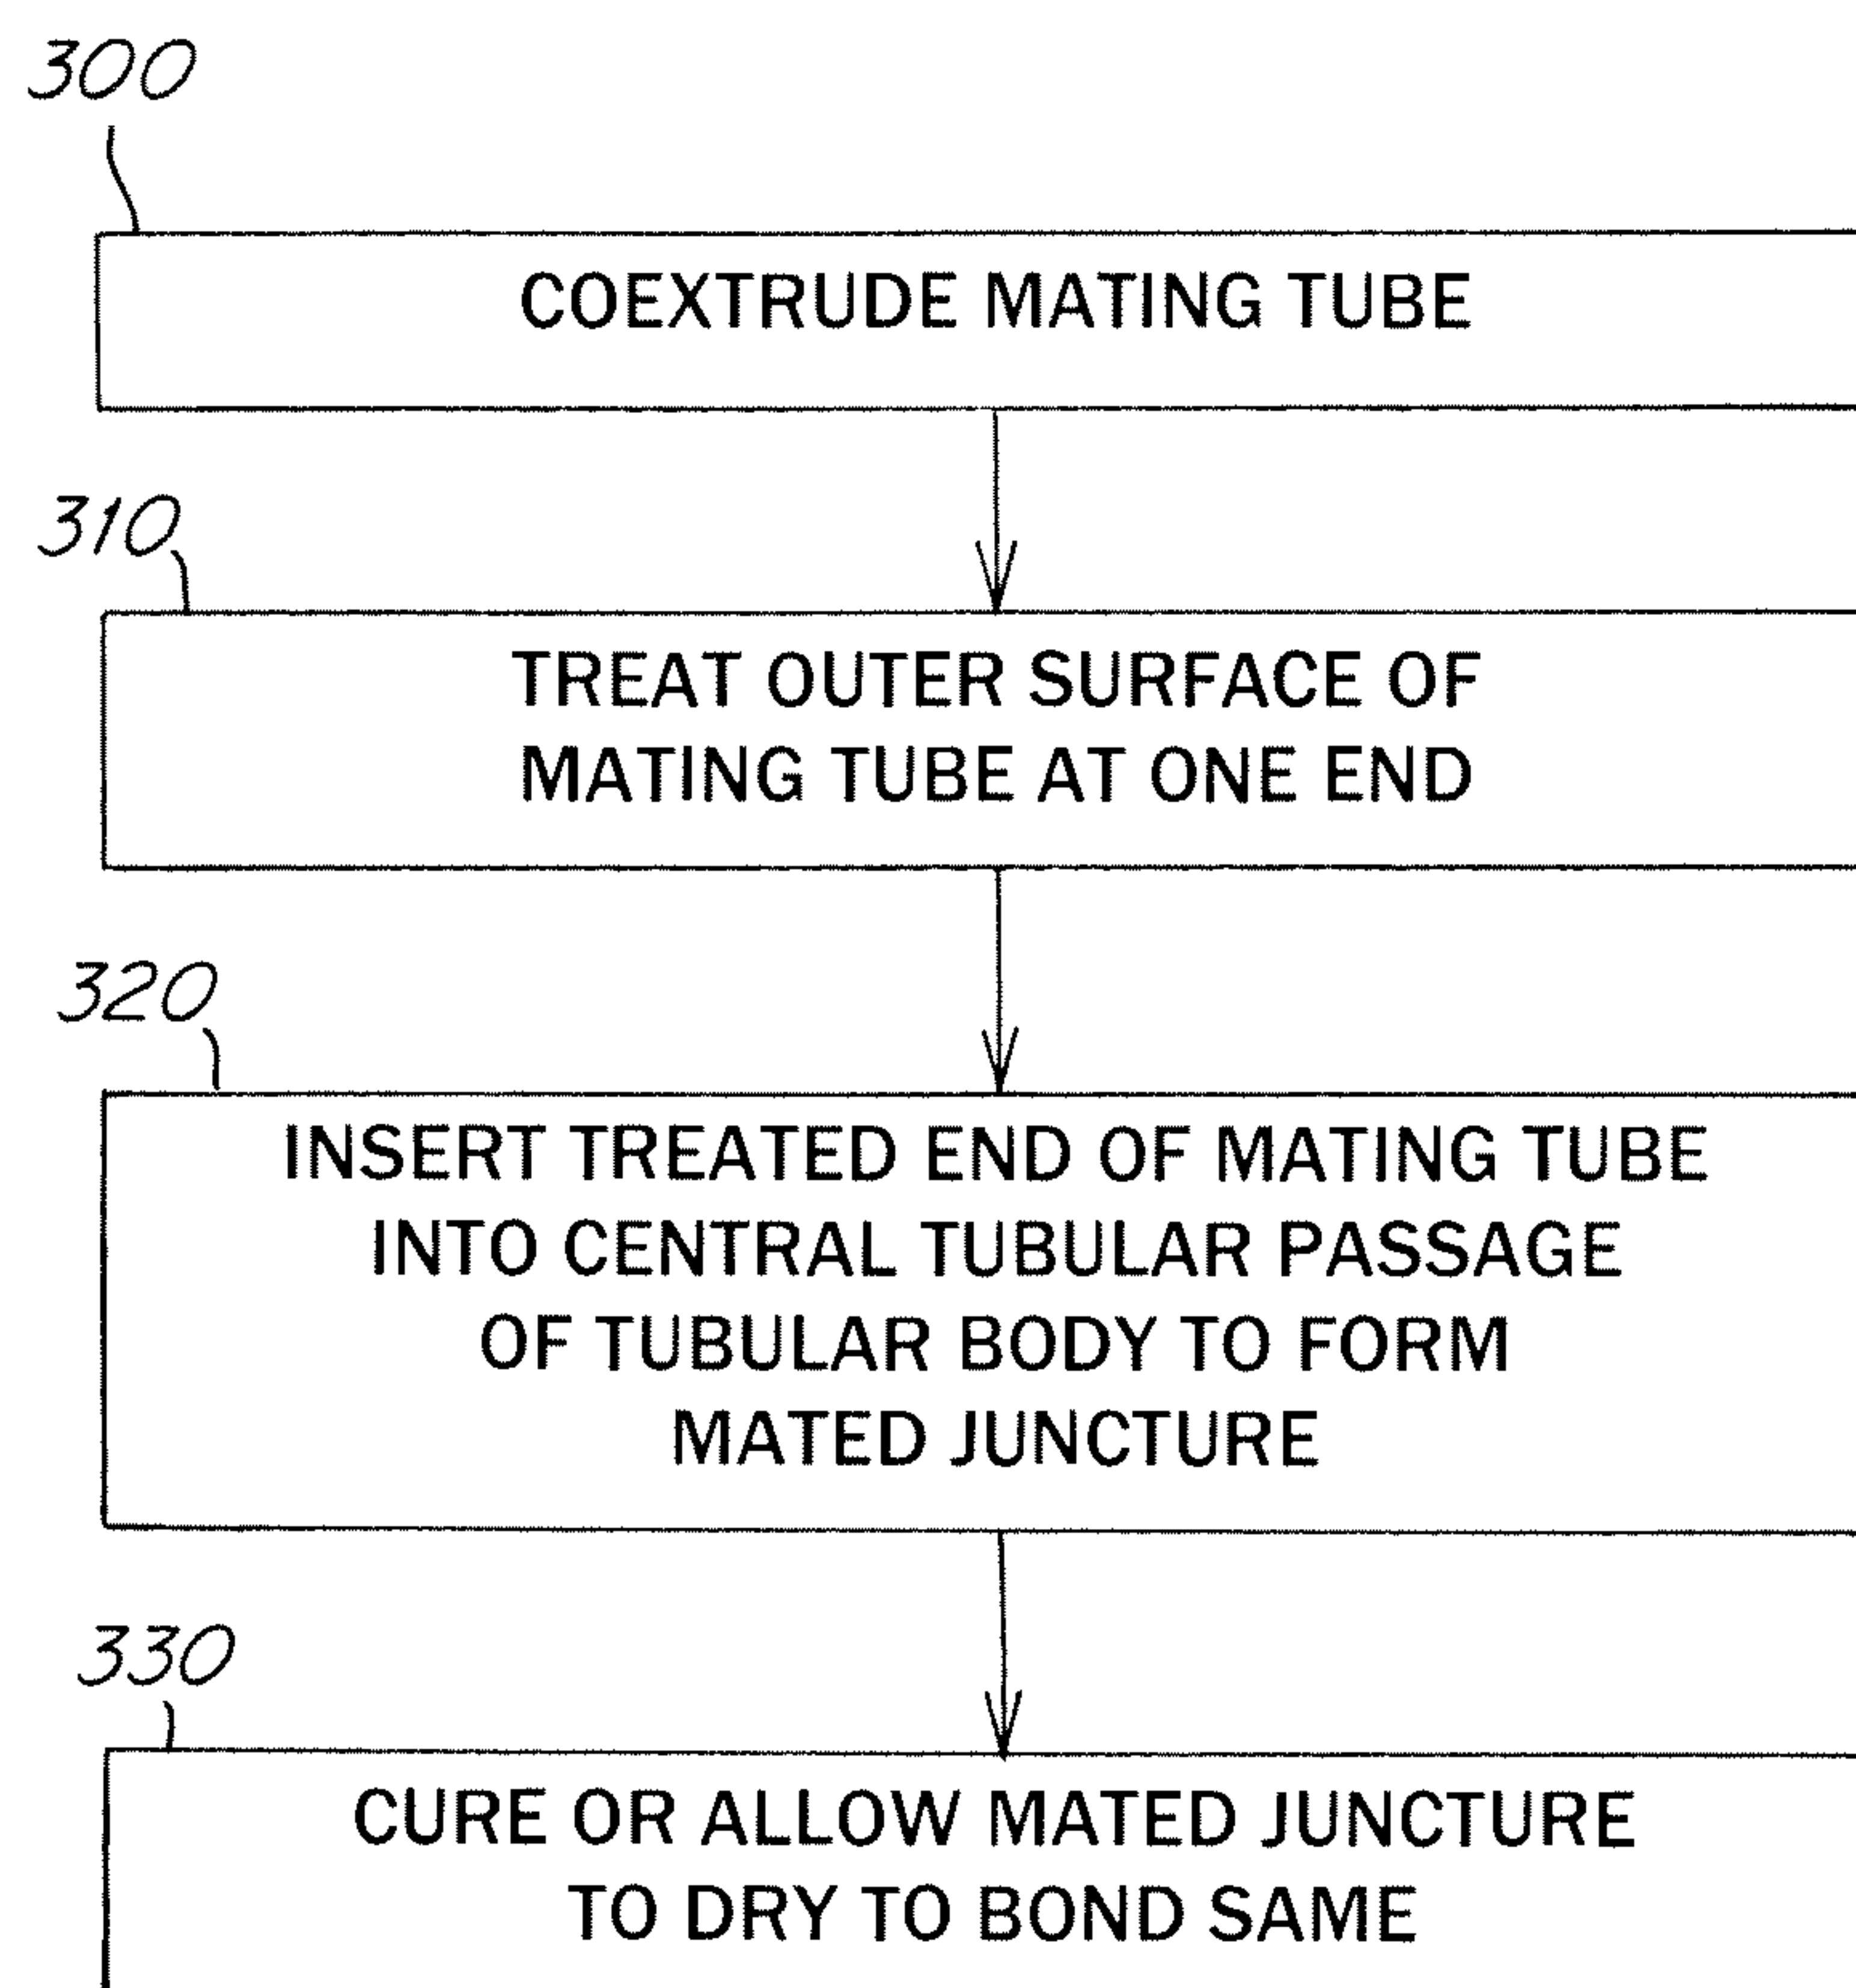 300
COEXTRUDE MATING TUBE
310
TREAT OUTER SURFACE OF
MATING TUBE AT ONE END
320
INSERT TREATED END OF MATING TUBE
INTO CENTRAL TUBULAR PASSAGE
OF TUBULAR BODY TO FORM
MATED JUNCTURE
330
CURE OR ALLOW MATED JUNCTURE
TO DRY TO BOND SAME